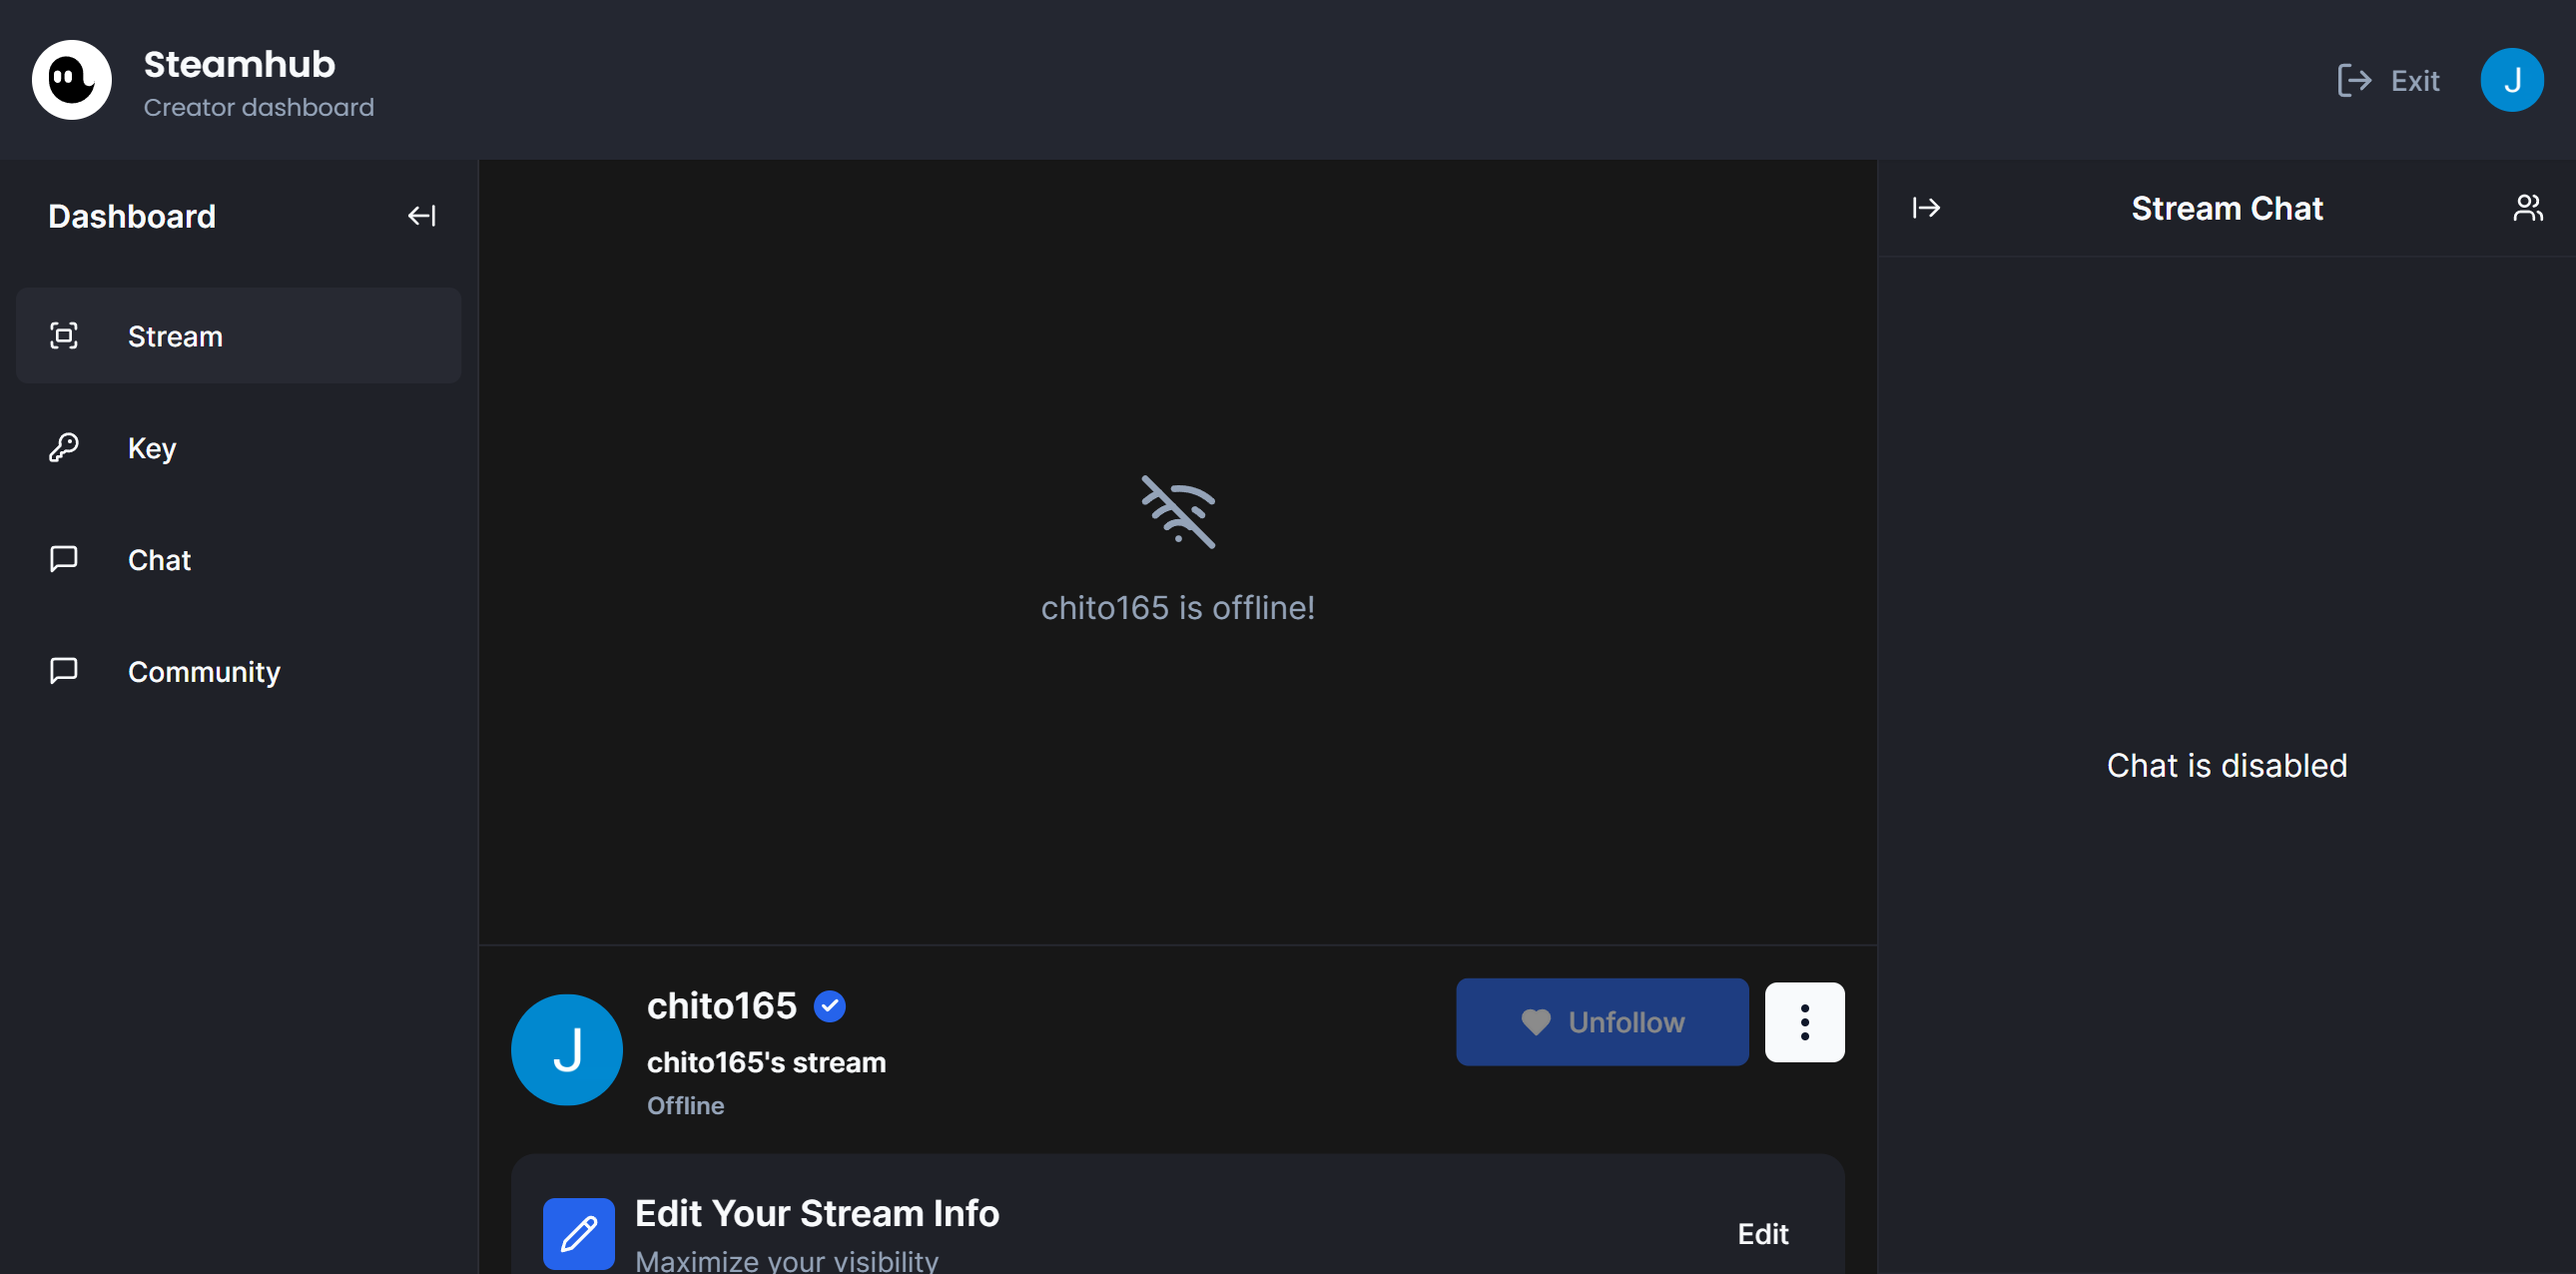 Steamhub
Creator dashboard
Exit
J
Dashboard
Stream
Key
Chat
Community
chito165 is offline!
Stream Chat
Chat is disabled
J
chito165
chito165's stream
Offline
Unfollow
Edit Your Stream Info
Maximize your visibility
Edit